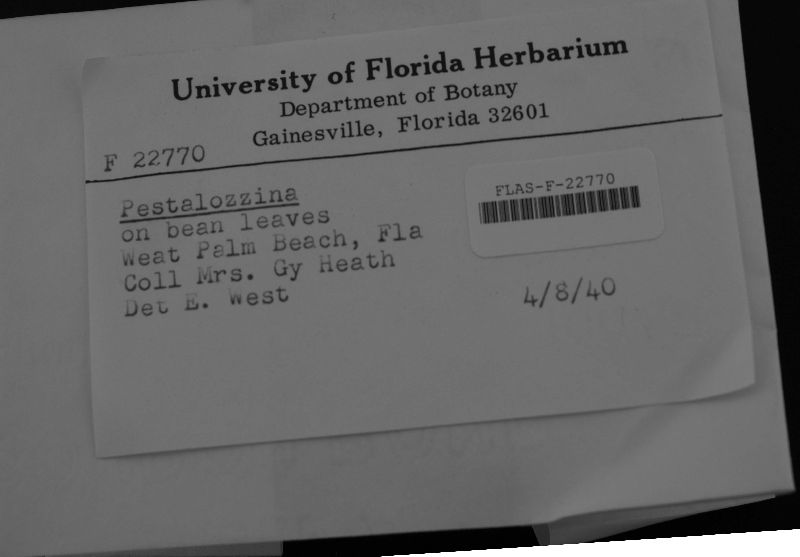 University of Florida Herbarium
Department of Botany
Gainesville, Florida 32601
F 22770
Pestalozzina
on bean leaves
Weat Palm Beach, Fla
Coll Mrs. Gy Heath
Det E. West
FLAS-F-22770
4/8/40